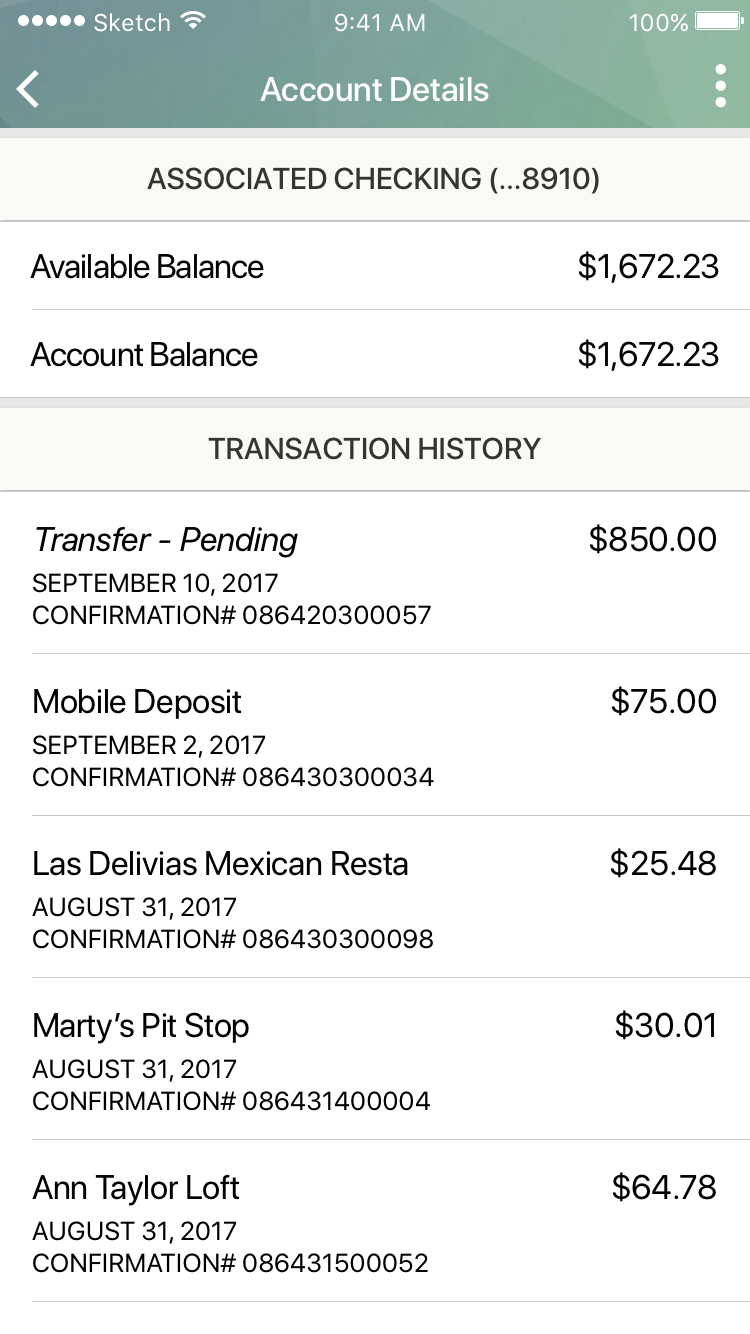 Sketch 9:41 AM 100%
Account Details
ASSOCIATED CHECKING (...8910)
Available Balance $1,672.23
Account Balance $1,672.23
TRANSACTION HISTORY
Transfer - Pending $850.00
SEPTEMBER 10, 2017
CONFIRMATION# 086420300057
Mobile Deposit $75.00
SEPTEMBER 2, 2017
CONFIRMATION# 086430300034
Las Delivias Mexican Resta $25.48
AUGUST 31, 2017
CONFIRMATION# 086430300098
Marty’s Pit Stop $30.01
AUGUST 31, 2017
CONFIRMATION# 086431400004
Ann Taylor Loft $64.78
AUGUST 31, 2017
CONFIRMATION# 086431500052